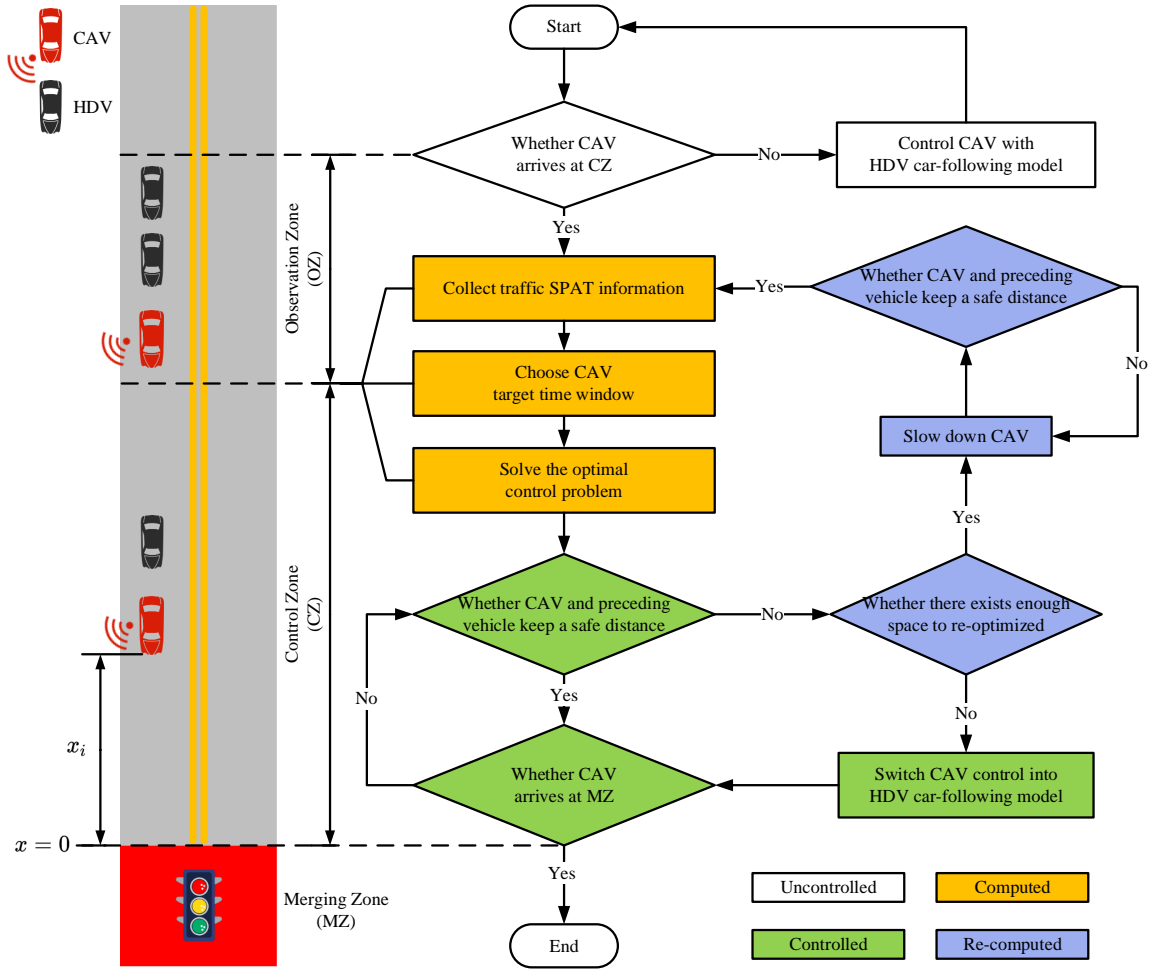 CAV
HDV
Observation Zone
(OZ)
Control Zone
(CZ)
x_i
x = 0
Merging Zone
(MZ)
Start
Whether CAV
arrives at CZ
No
Control CAV with
HDV car-following model
Yes
Collect traffic SPAT information
Yes
Whether CAV and preceding
vehicle keep a safe distance
No
Choose CAV
target time window
Slow down CAV
Solve the optimal
control problem
Yes
Whether CAV and preceding
vehicle keep a safe distance
No
Whether there exists enough
space to re-optimized
No
Yes
No
Whether CAV
arrives at MZ
Switch CAV control into
HDV car-following model
Yes
End
Uncontrolled
Computed
Controlled
Re-computed